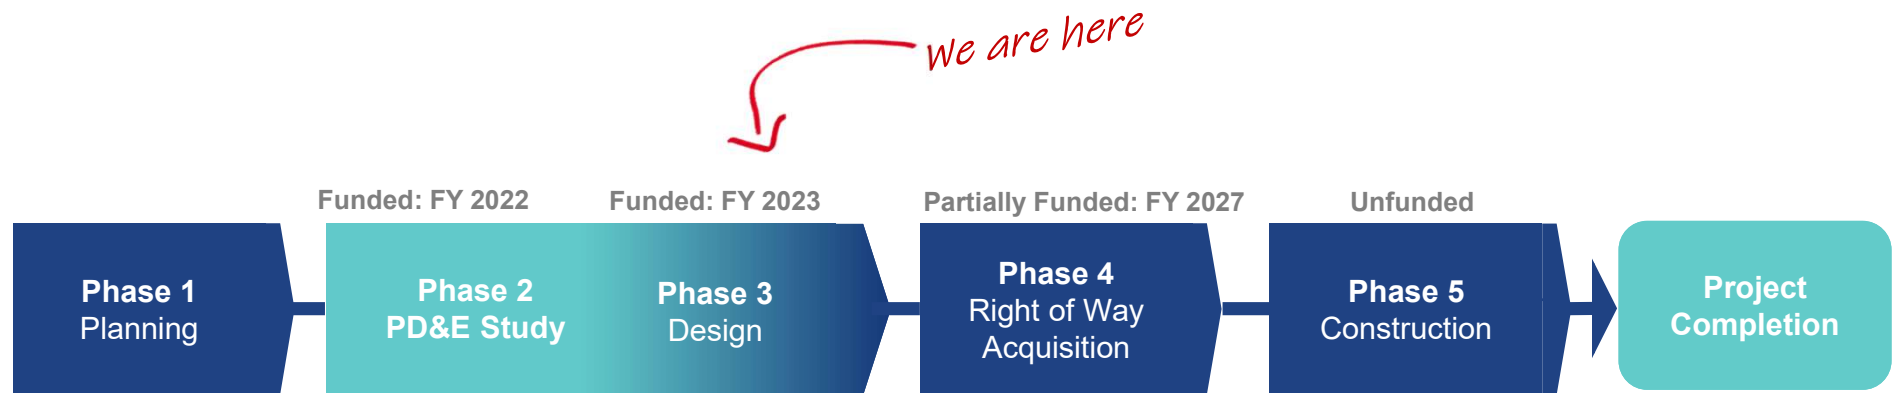 We are here
Funded: FY 2022
Funded: FY 2023
Partially Funded: FY 2027
Unfunded
Phase 1
Planning
Phase 2
PD&E Study
Phase 3
Design
Phase 4
Right of Way
Acquisition
Phase 5
Construction
Project
Completion